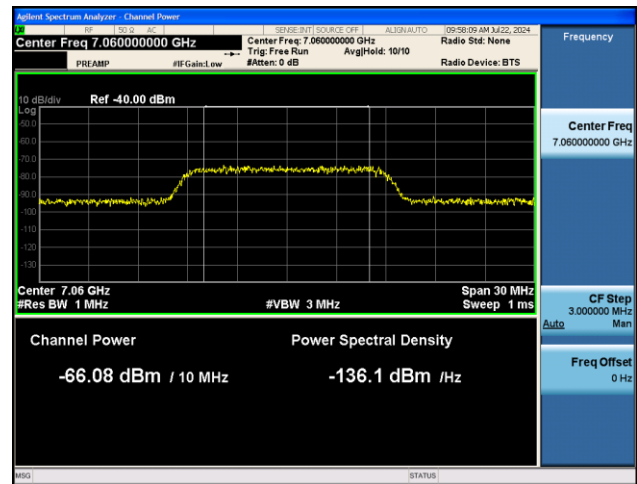 Agilent Spectrum Analyzer - Channel Power
RF 50 Ω AC SENSE:INT SOURCE OFF ALIGNAUTO 09:58:09 AM Jul 22, 2024
Center Freq 7.060000000 GHz
Center Freq: 7.060000000 GHz Radio Std: None
Trig: Free Run Avg|Hold: 10/10
PREAMP #IFGain:Low #Atten: 0 dB Radio Device: BTS
Frequency
10 dB/div Ref -40.00 dBm
Log
-50.0
-60.0
-70.0
-80.0
-90.0
-100
-110
-120
-130
Center 7.06 GHz Span 30 MHz
#Res BW 1 MHz #VBW 3 MHz Sweep 1 ms
Channel Power Power Spectral Density
-66.08 dBm / 10 MHz -136.1 dBm /Hz
Center Freq
7.060000000 GHz
CF Step
3.000000 MHz
Auto Man
Freq Offset
0 Hz
MSG STATUS